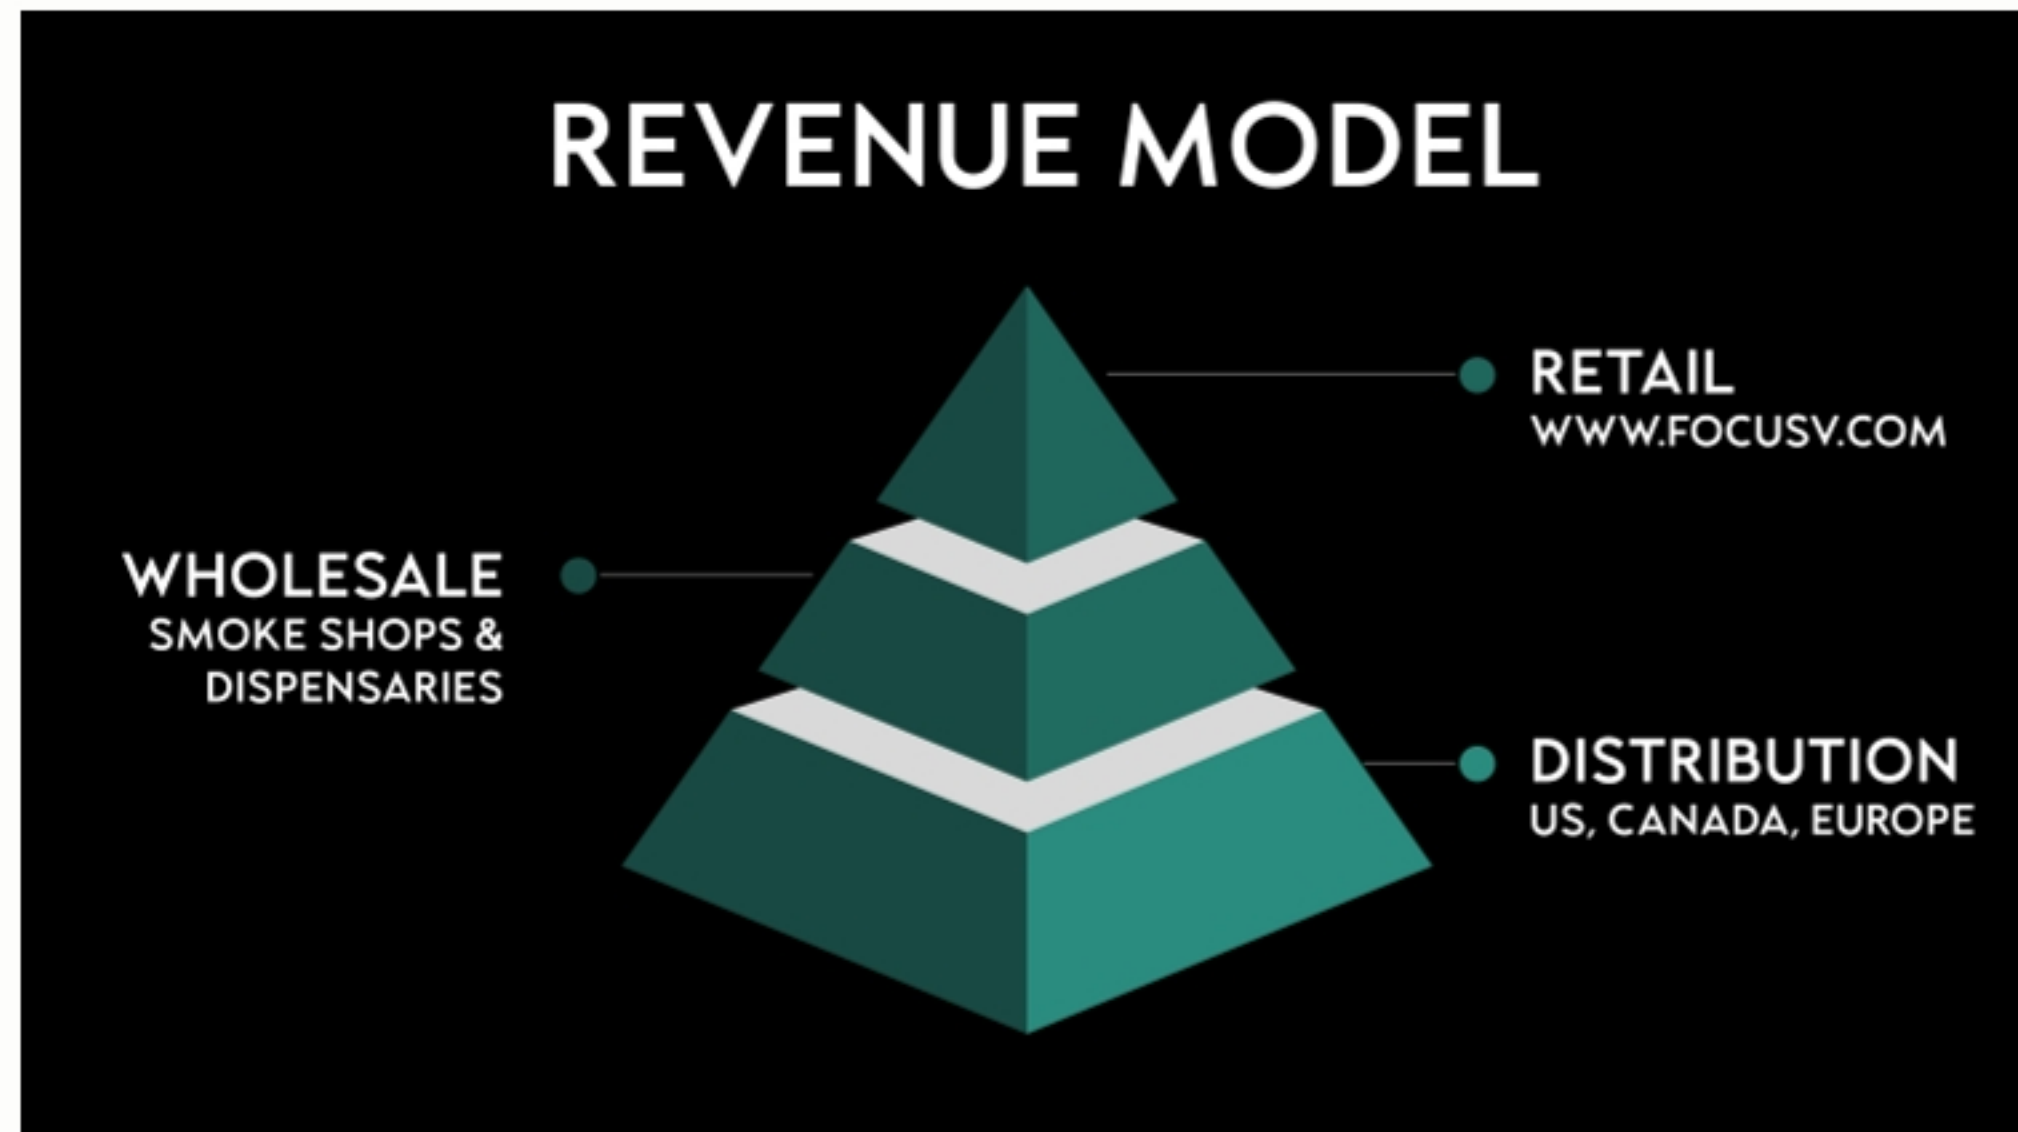 REVENUE MODEL
RETAIL
WWW.FOCUSV.COM
WHOLESALE
SMOKE SHOPS &
DISPENSARIES
DISTRIBUTION
US, CANADA, EUROPE